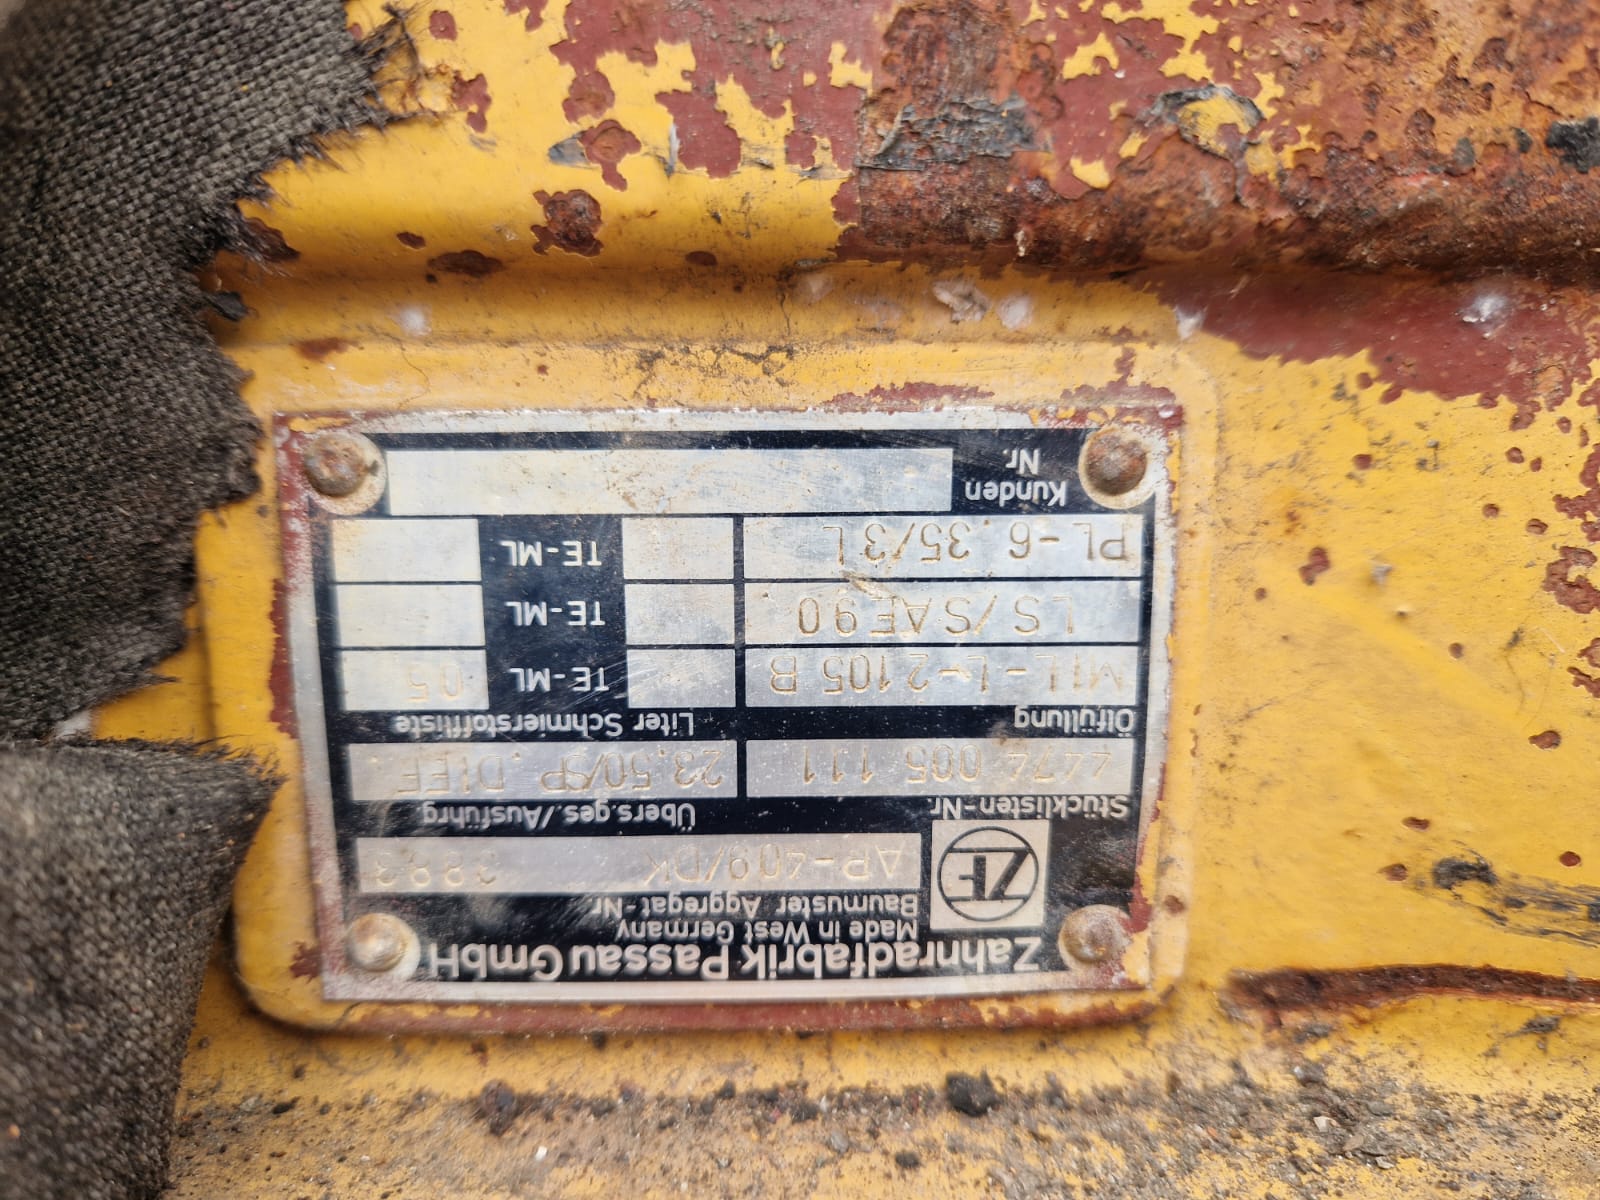 Zahnradfabrik Passau GmbH
Made in West Germany
Baumuster Aggregat-Nr.
ZF AP-409/DK 3883
Stücklisten-Nr. Übers.ges./Ausführg
4474 005 111 23,50/SP.DIFF.
Ölfüllung Liter Schmierstoffliste
MIL-L-2105 B TE-ML 05
LS/SAE90 TE-ML
PL-6,35/3L TE-ML
Kunden
Nr.